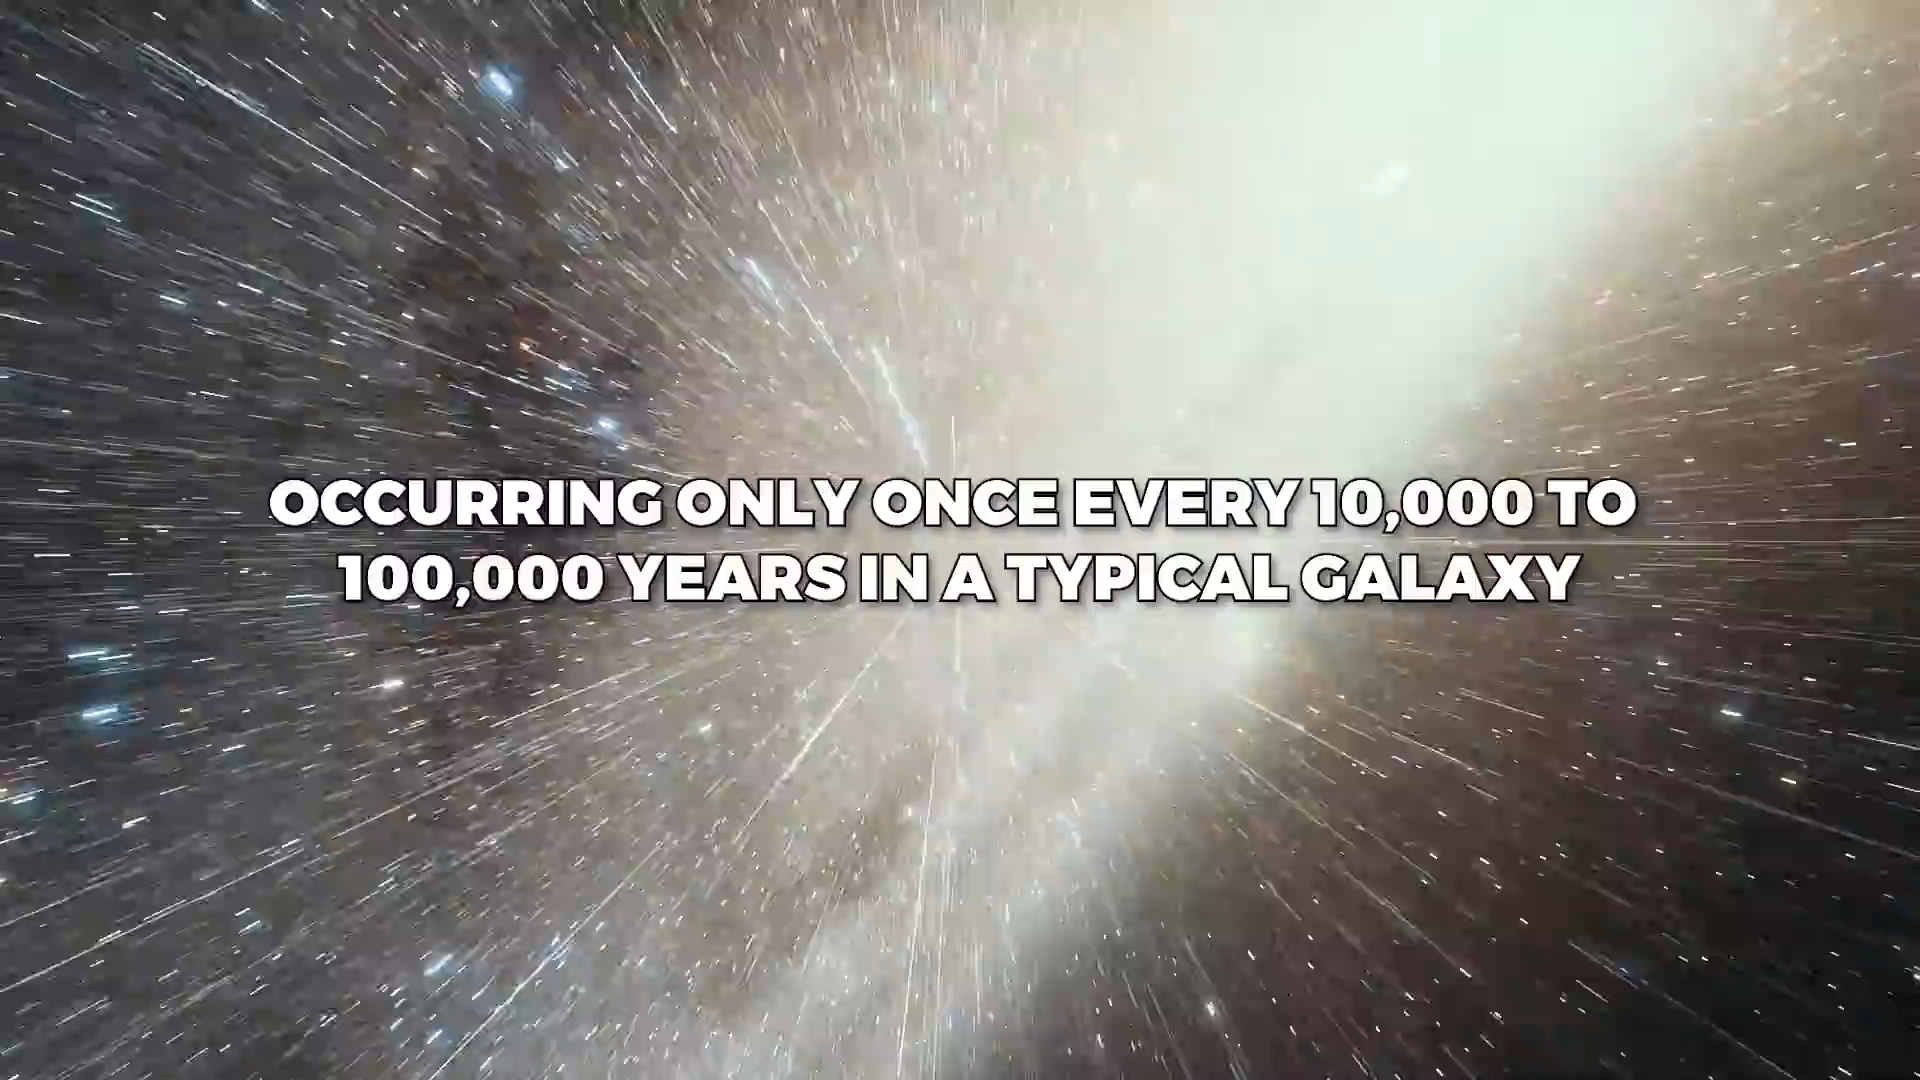 OCCURRING ONLY ONCE EVERY 10,000 TO
100,000 YEARS IN A TYPICAL GALAXY